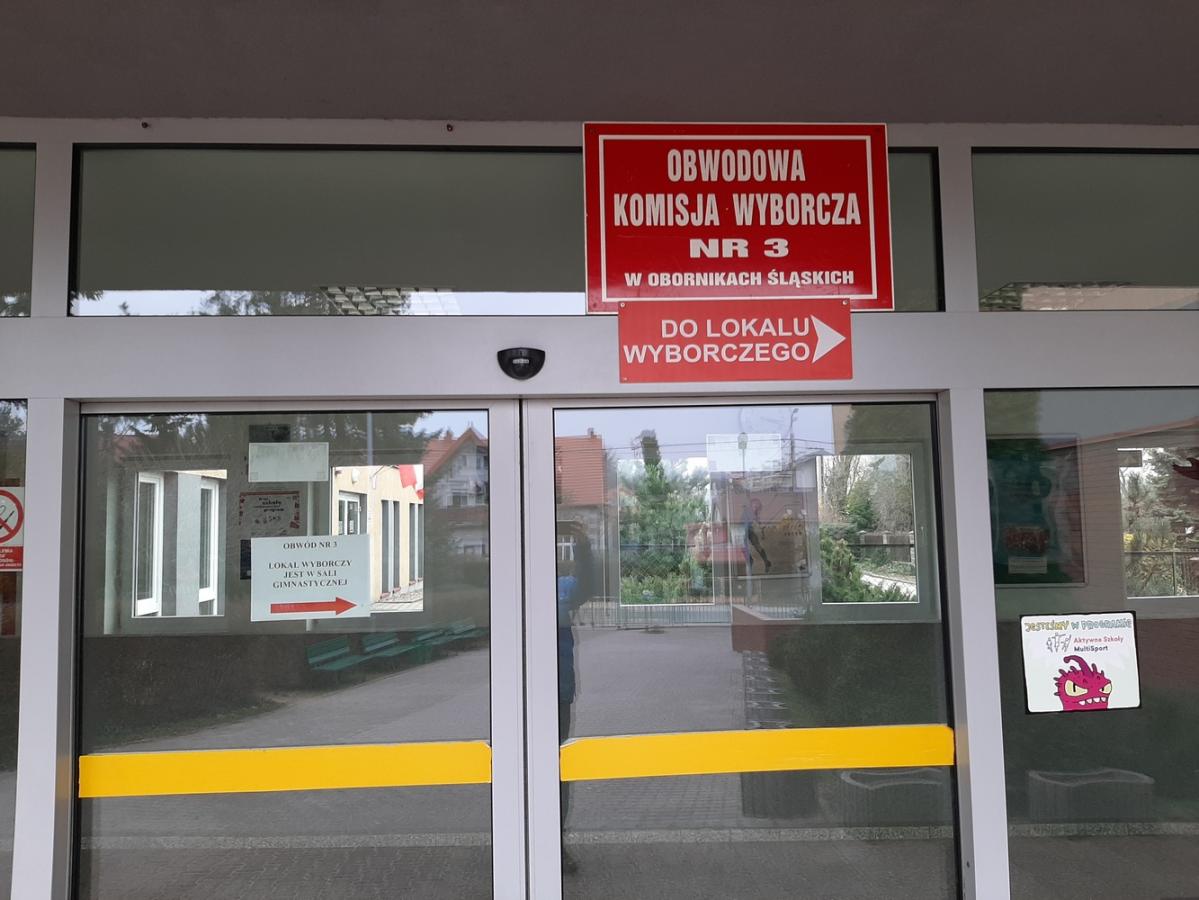 OBWODOWA
KOMISJA WYBORCZA
NR 3
W OBORNIKACH ŚLĄSKICH
DO LOKALU
WYBORCZEGO
OBWÓD NR 3
LOKAL WYBORCZY
JEST W SALI
GIMNASTYCZNEJ
JESTEŚMY W PROGRAMIE
Aktywne Szkoły
MultiSport